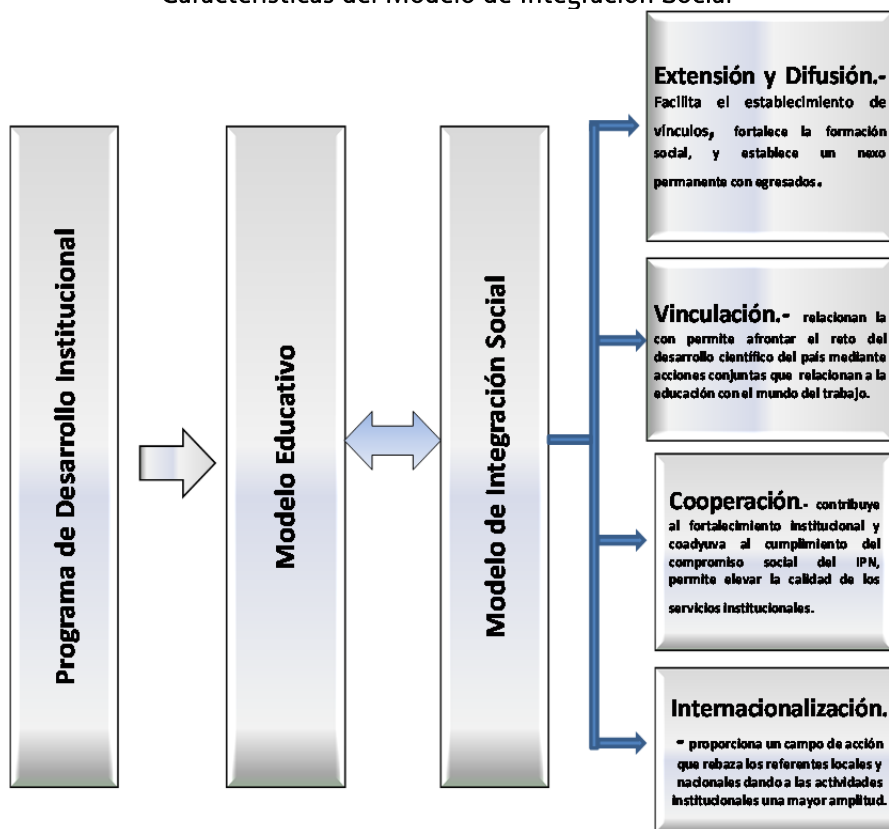 Características del Modelo de Integración Social
Programa de Desarrollo Institucional
Modelo Educativo
Modelo de Integración Social
Extensión y Difusión.-
Facilita el establecimiento de
vínculos, fortalece la formación
social, y establece un nexo
permanente con egresados.
Vinculación.- relacionan la
con permite afrontar el reto del
desarrollo científico del país mediante
acciones conjuntas que relacionan a la
educación con el mundo del trabajo.
Cooperación.- contribuye
al fortalecimiento institucional y
coadyuva al cumplimiento del
compromiso social del IPN,
permite elevar la calidad de los
servicios institucionales.
Internacionalización.
- proporciona un campo de acción
que rebaza los referentes locales y
nacionales dando a las actividades
institucionales una mayor amplitud.